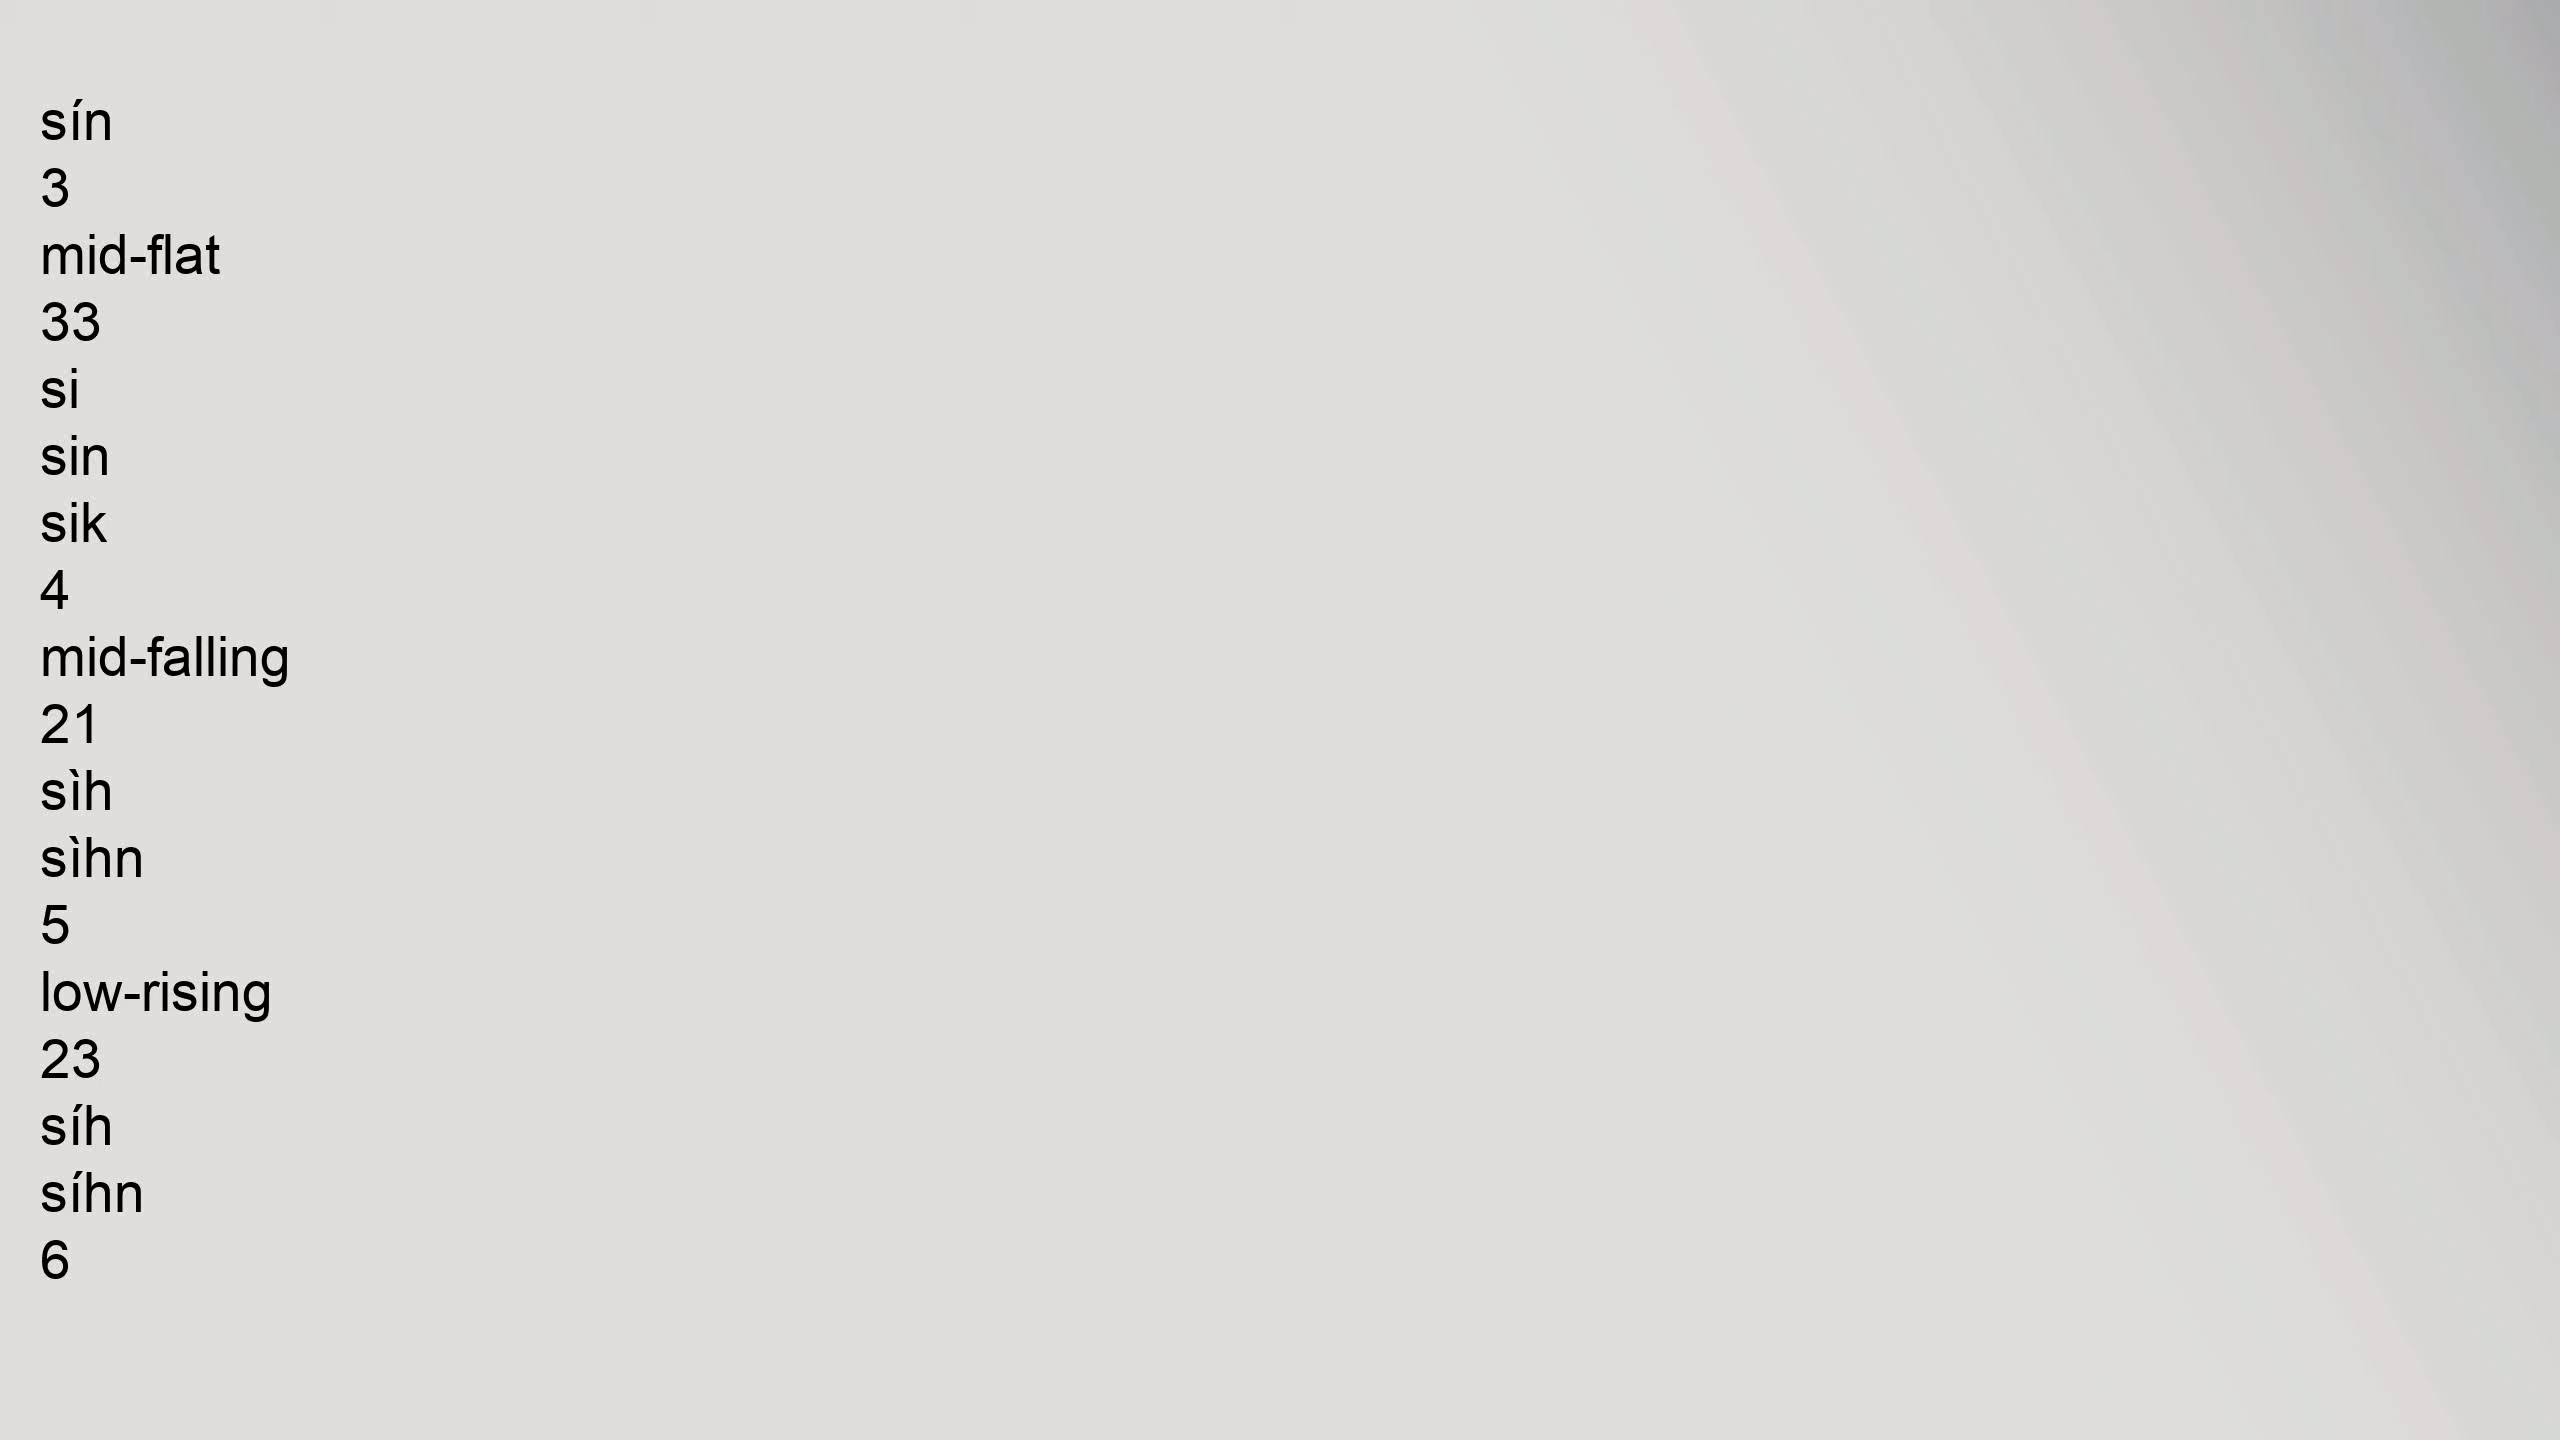 sín
3
mid-flat
33
si
sin
sik
4
mid-falling
21
sìh
sìhn
5
low-rising
23
síh
síhn
6